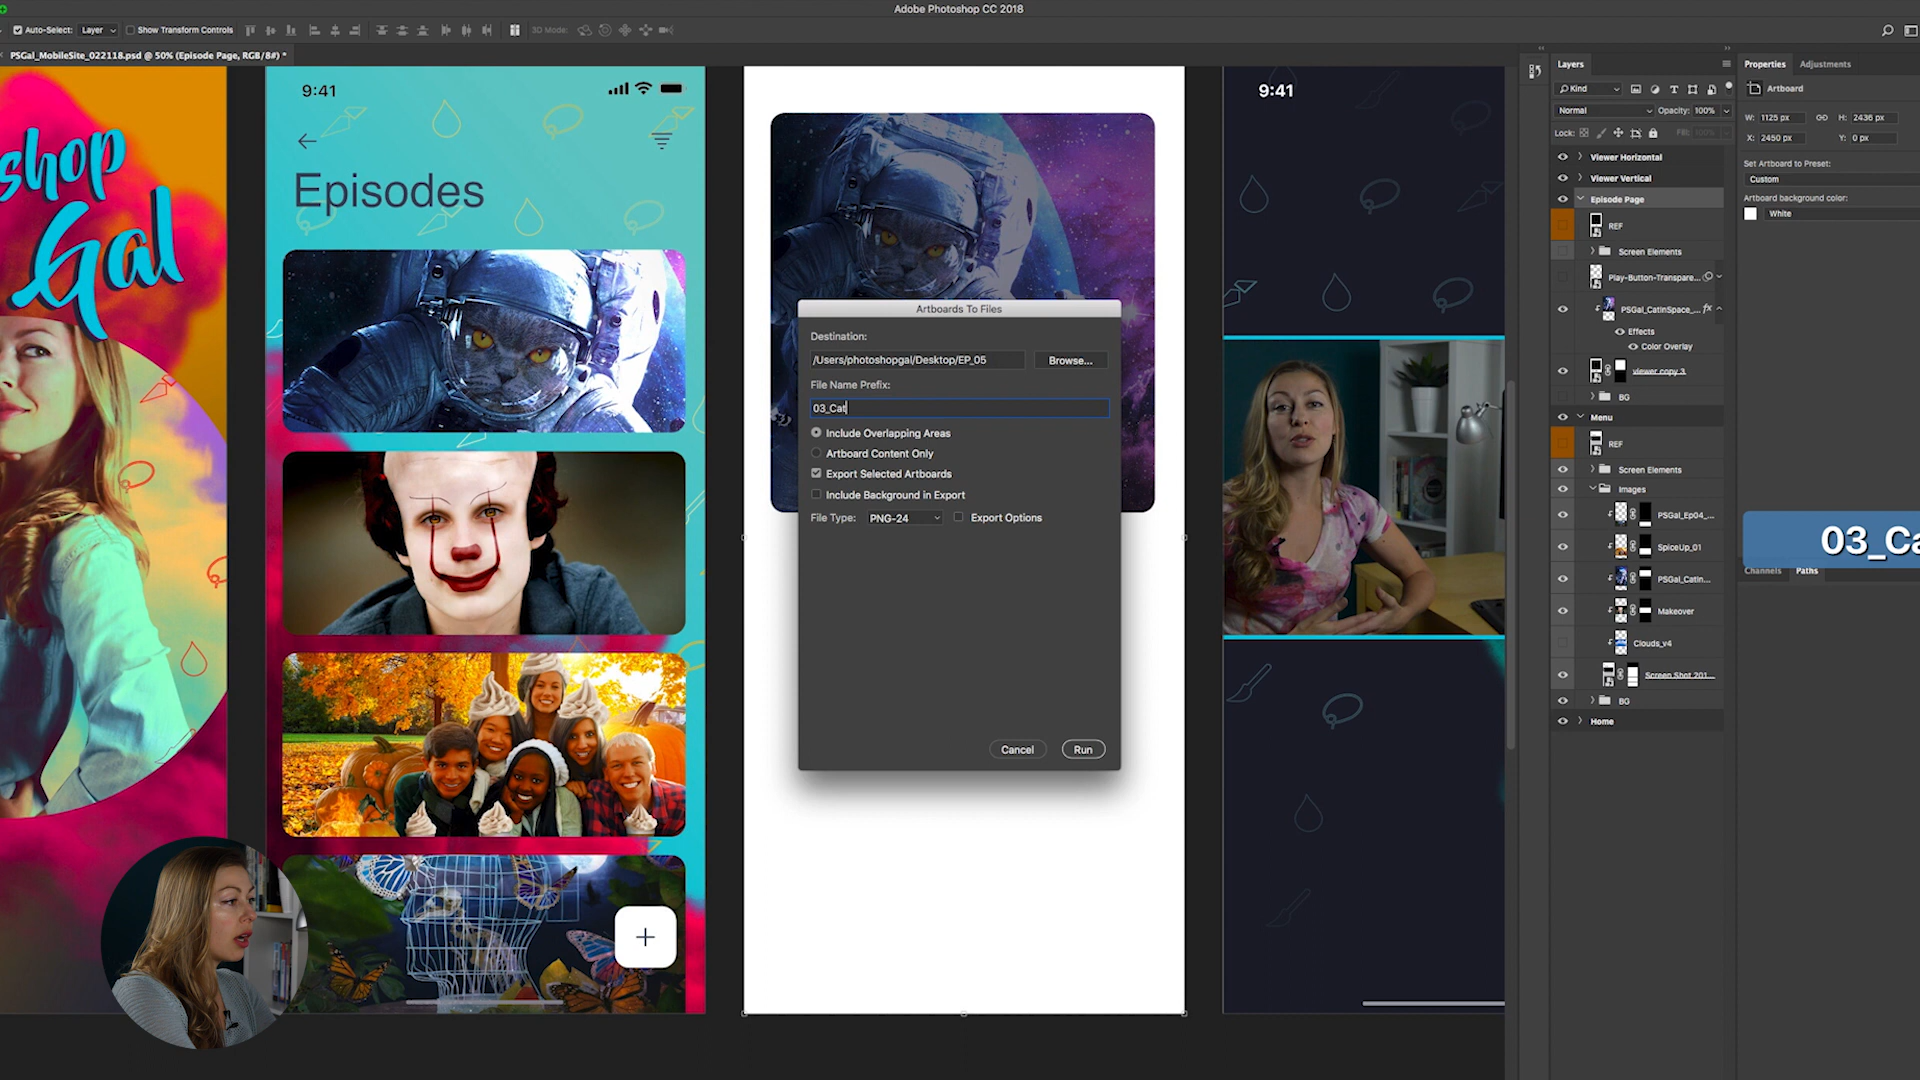 Adobe Photoshop CC 2018
Auto-Select: Layer Show Transform Controls 3D Mode:
PSGal_MobileSite_022118.psd @ 50% (Episode Page, RGB/8#) *
shop
Gal
9:41
Episodes
Artboards To Files
Destination:
/Users/photoshopgal/Desktop/EP_05 Browse...
File Name Prefix:
03_Cat
Include Overlapping Areas
Artboard Content Only
Export Selected Artboards
Include Background in Export
File Type: PNG-24 Export Options
Cancel Run
9:41
Layers
Kind
Normal Opacity: 100%
Lock: Fill: 100%
Viewer Horizontal
Viewer Vertical
Episode Page
REF
Screen Elements
Play-Button-Transpare...
PSGal_CatinSpace_... fx
Effects
Color Overlay
viewer copy 3
BG
Menu
REF
Screen Elements
Images
PSGal_Ep04_...
SpiceUp_01
PSGal_CatIn...
Makeover
Clouds_v4
Screen Shot 201...
BG
Home
Properties Adjustments
Artboard
W: 1125 px H: 2436 px
X: 2450 px Y: 0 px
Set Artboard to Preset:
Custom
Artboard background color:
White
03_Ca
Channels Paths